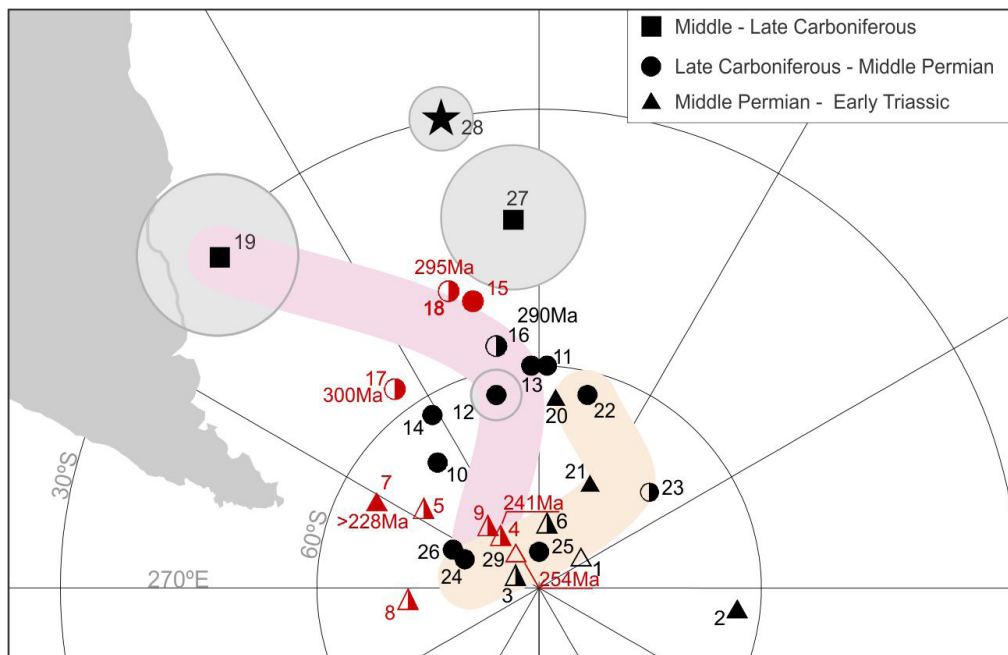 Middle - Late Carboniferous
Late Carboniferous - Middle Permian
Middle Permian - Early Triassic
28
27
19
295Ma
15
18
290Ma
16
11
13
17
300Ma
12
20
22
14
10
21
23
7
>228Ma
5
241Ma
9
4
6
26
25
24
29
1
3
254Ma
8
2
30ºS
60ºS
270ºE